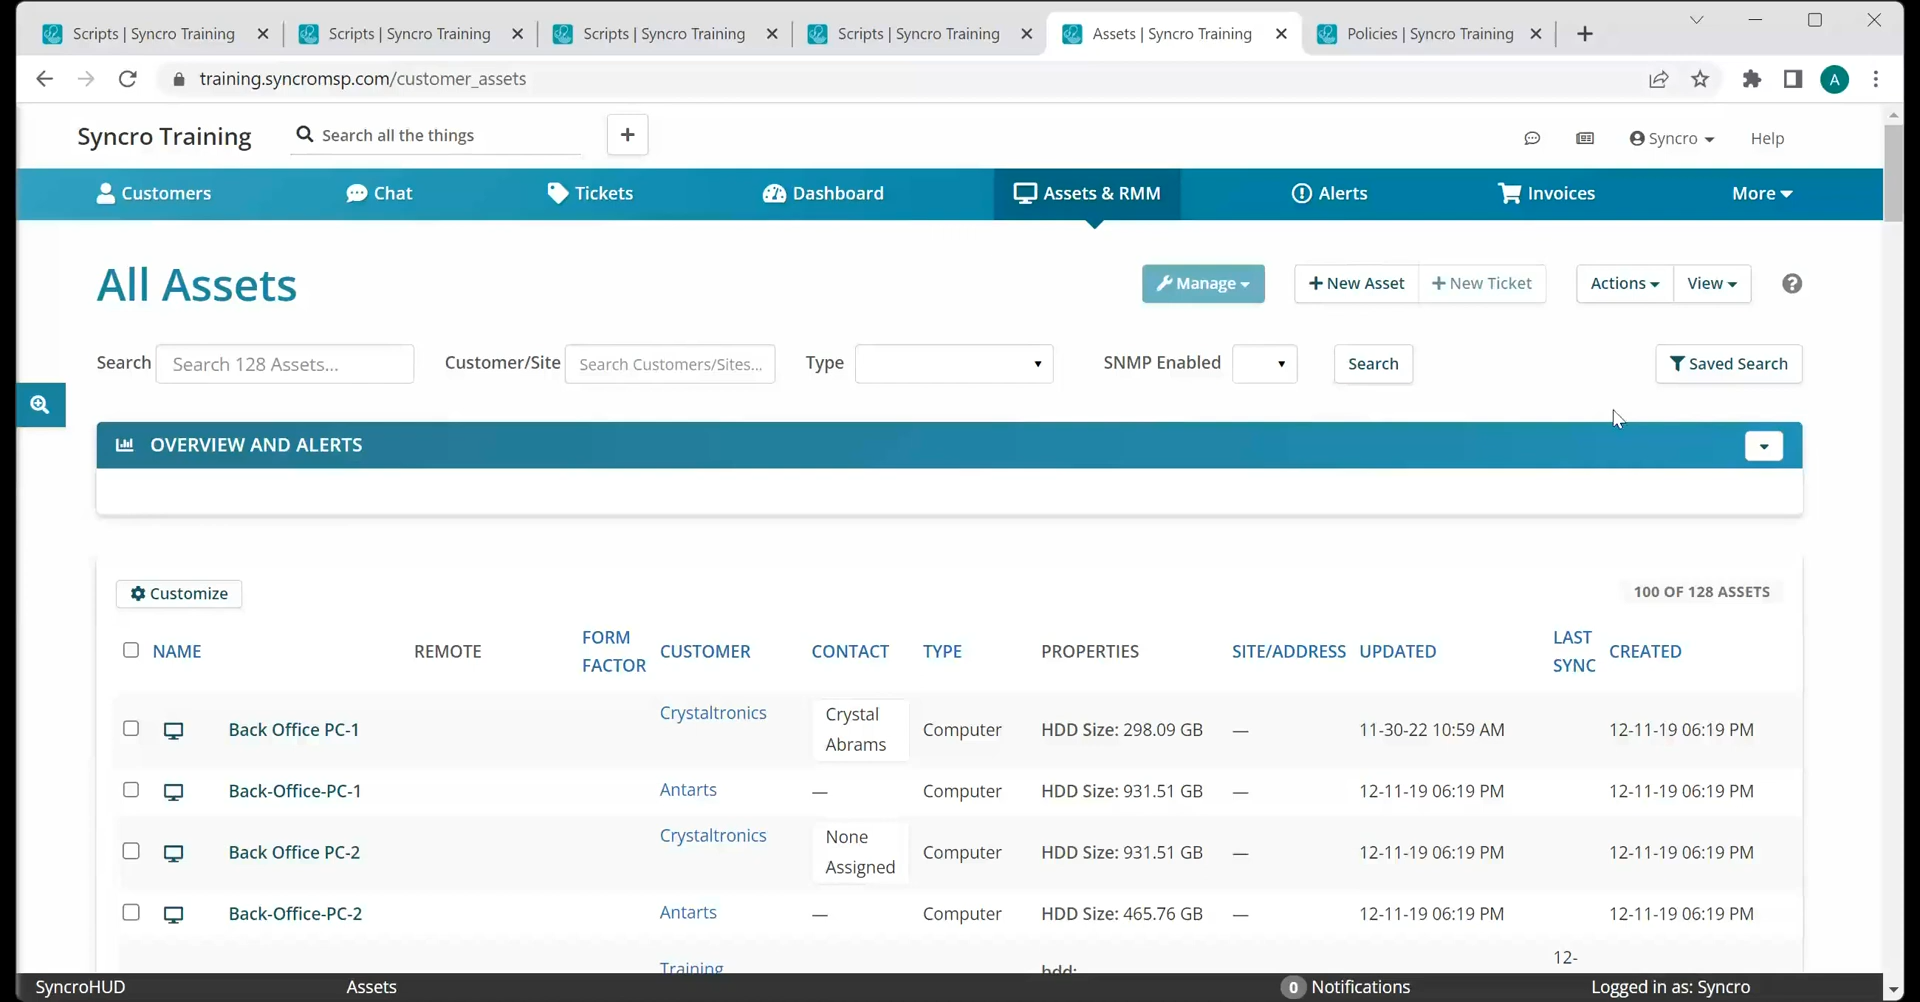 Scripts | Syncro Training Scripts | Syncro Training Scripts | Syncro Training Scripts | Syncro Training Assets | Syncro Training Policies | Syncro Training
training.syncromsp.com/customer_assets A
Syncro Training Search all the things + Syncro Help
Customers Chat Tickets Dashboard Assets & RMM Alerts Invoices More
All Assets Manage + New Asset + New Ticket Actions View ?
Search Search 128 Assets... Customer/Site Search Customers/Sites... Type SNMP Enabled Search Saved Search
OVERVIEW AND ALERTS
Customize 100 OF 128 ASSETS
NAME REMOTE FORM FACTOR CUSTOMER CONTACT TYPE PROPERTIES SITE/ADDRESS UPDATED LAST SYNC CREATED
Back Office PC-1 Crystaltronics Crystal Abrams Computer HDD Size: 298.09 GB — 11-30-22 10:59 AM 12-11-19 06:19 PM
Back-Office-PC-1 Antarts — Computer HDD Size: 931.51 GB — 12-11-19 06:19 PM 12-11-19 06:19 PM
Back Office PC-2 Crystaltronics None Assigned Computer HDD Size: 931.51 GB — 12-11-19 06:19 PM 12-11-19 06:19 PM
Back-Office-PC-2 Antarts — Computer HDD Size: 465.76 GB — 12-11-19 06:19 PM 12-11-19 06:19 PM
Training hdd: 12-
SyncroHUD Assets 0 Notifications Logged in as: Syncro